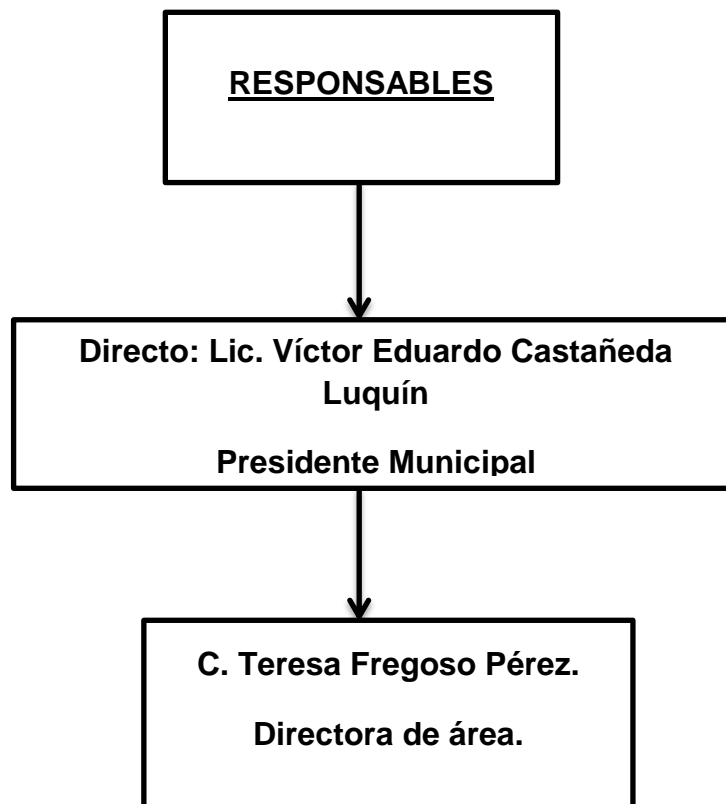 RESPONSABLES
Directo: Lic. Víctor Eduardo Castañeda
Luquín
Presidente Municipal
C. Teresa Fregoso Pérez.
Directora de área.